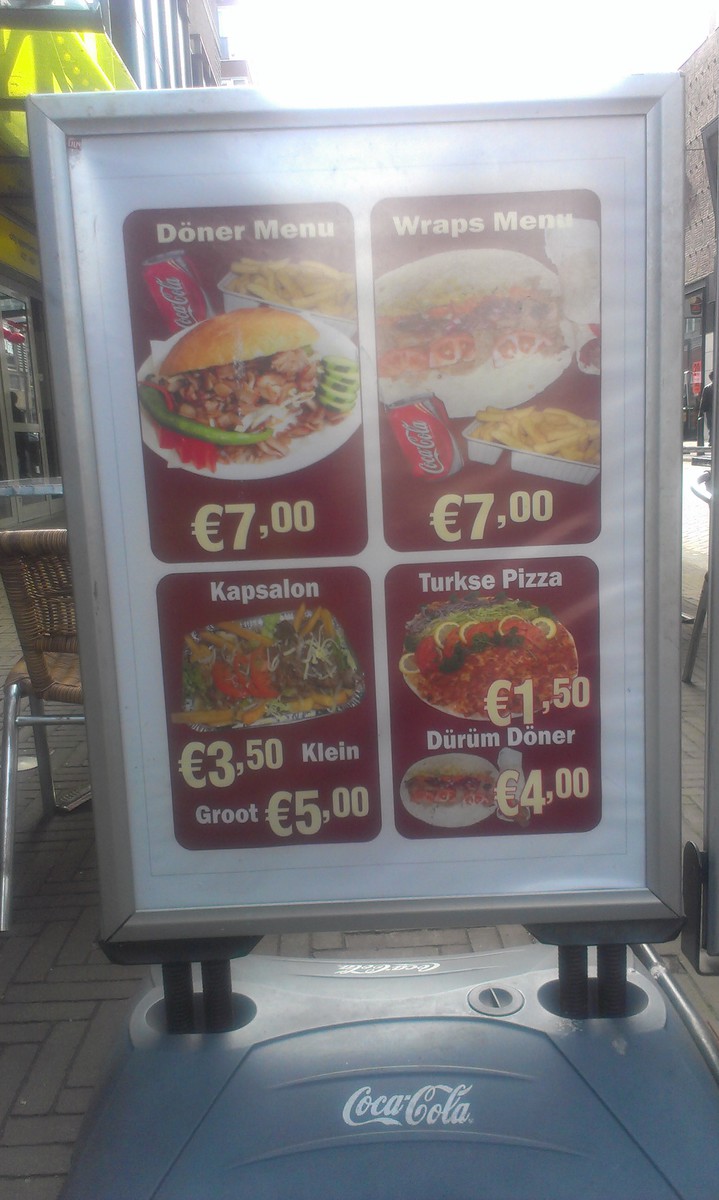 Döner Menu
Coca-Cola
€7,00
Wraps Menu
Coca-Cola
€7,00
Kapsalon
€3,50 Klein
Groot €5,00
Turkse Pizza
€1,50
Dürüm Döner
€4,00
Coca-Cola
Coca-Cola